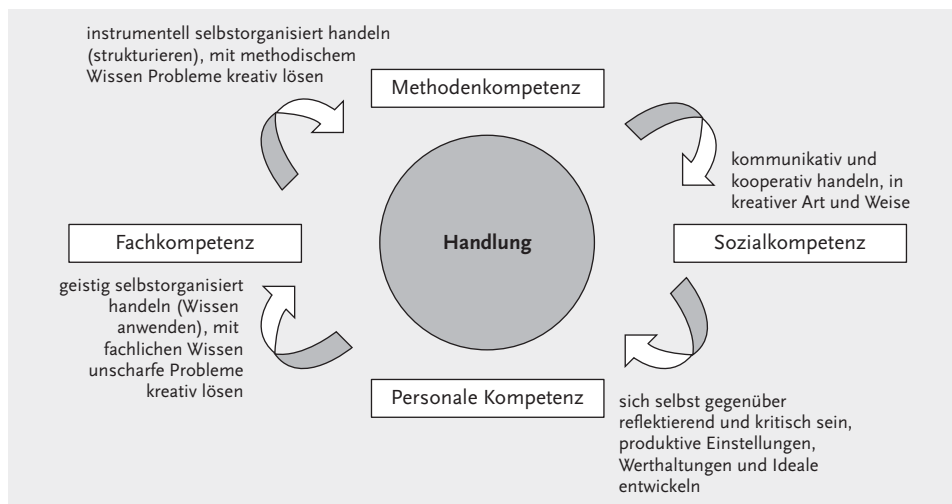 instrumentell selbstorganisiert handeln
(strukturieren), mit methodischem
Wissen Probleme kreativ lösen
Methodenkompetenz
kommunikativ und
kooperativ handeln, in
kreativer Art und Weise
Fachkompetenz
Handlung
Sozialkompetenz
geistig selbstorganisiert
handeln (Wissen
anwenden), mit
fachlichen Wissen
unscharfe Probleme
kreativ lösen
Personale Kompetenz
sich selbst gegenüber
reflektierend und kritisch sein,
produktive Einstellungen,
Werthaltungen und Ideale
entwickeln